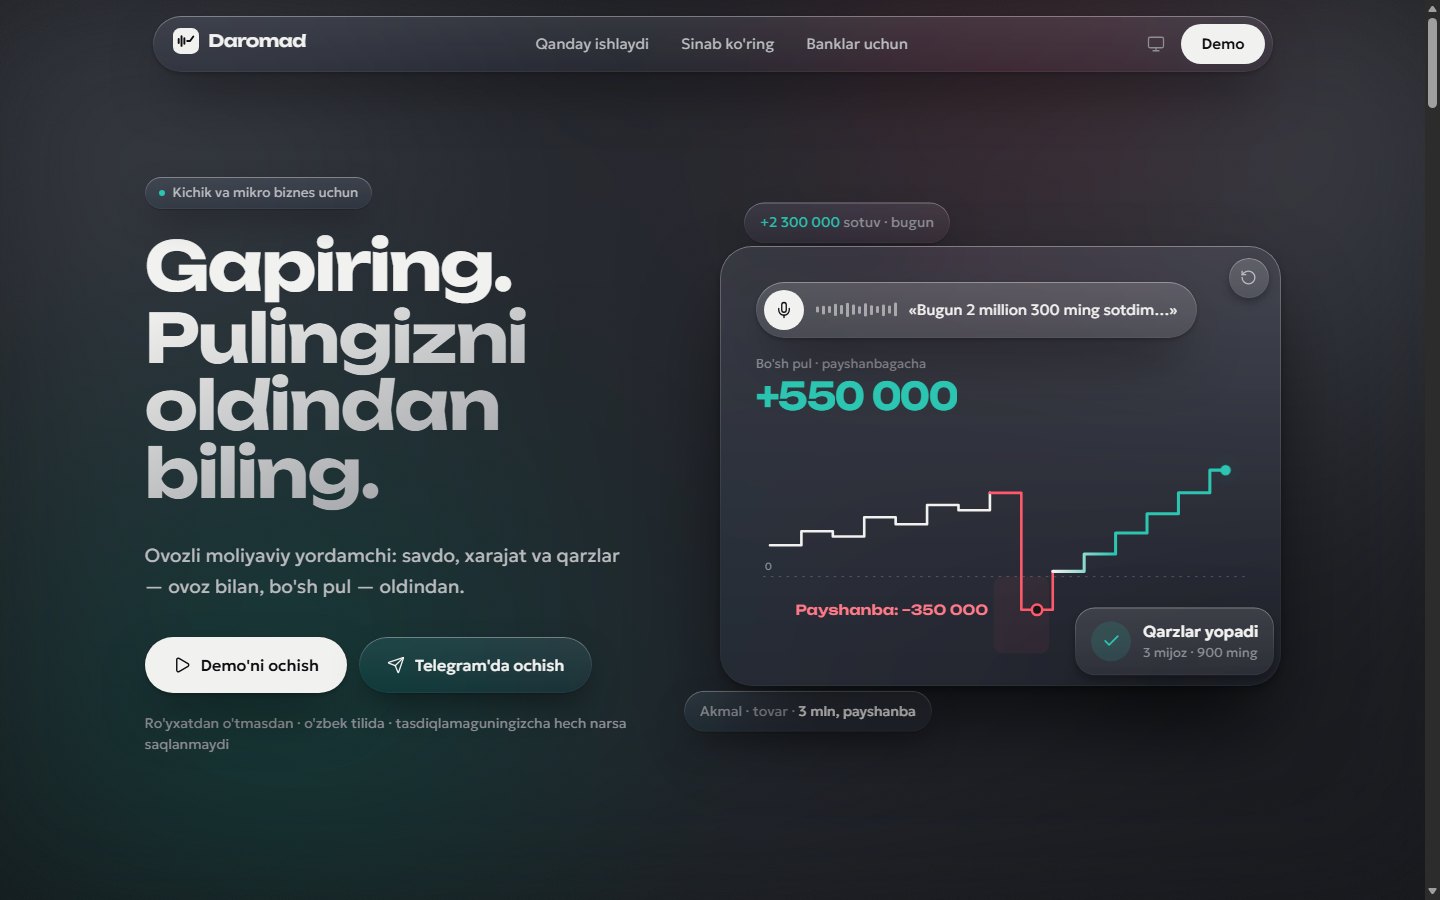 Daromad
Qanday ishlaydi
Sinab ko'ring
Banklar uchun
Demo
Kichik va mikro biznes uchun
Gapiring.
Pulingizni
oldindan
biling.
Ovozli moliyaviy yordamchi: savdo, xarajat va qarzlar
— ovoz bilan, bo'sh pul — oldindan.
Demo'ni ochish
Telegram'da ochish
Ro'yxatdan o'tmasdan · o'zbek tilida · tasdiqlamaguningizcha hech narsa
saqlanmaydi
+2 300 000 sotuv · bugun
«Bugun 2 million 300 ming sotdim...»
Bo'sh pul · payshanbagacha
+550 000
0
Payshanba: −350 000
Qarzlar yopadi
3 mijoz · 900 ming
Akmal · tovar · 3 mln, payshanba